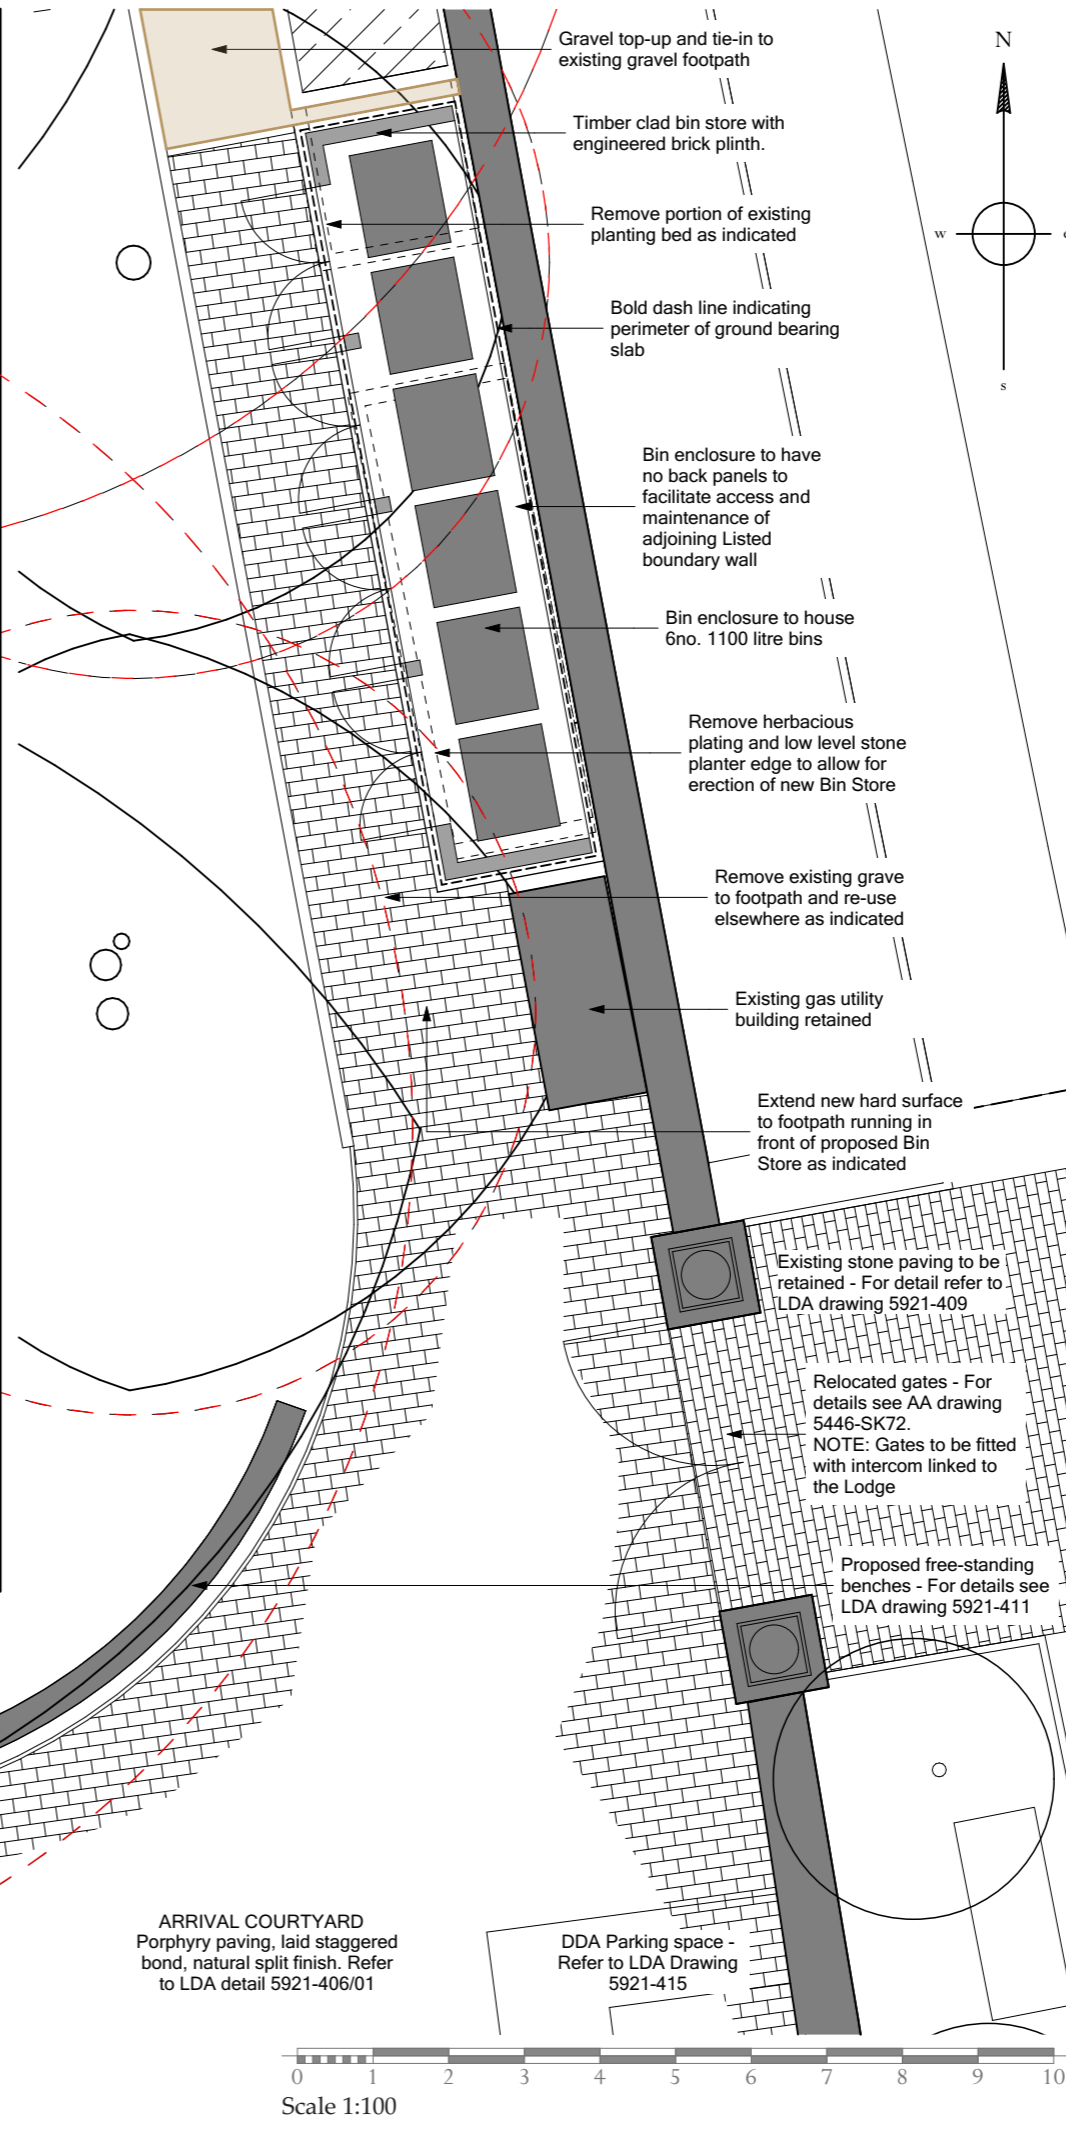 Gravel top-up and tie-in to
existing gravel footpath
N
Timber clad bin store with
engineered brick plinth.
Remove portion of existing
planting bed as indicated
w
s
Bold dash line indicating
perimeter of ground bearing
slab
Bin enclosure to have
no back panels to
facilitate access and
maintenance of
adjoining Listed
boundary wall
Bin enclosure to house
6no. 1100 litre bins
Remove herbacious
plating and low level stone
planter edge to allow for
erection of new Bin Store
Remove existing grave
to footpath and re-use
elsewhere as indicated
Existing gas utility
building retained
Extend new hard surface
to footpath running in
front of proposed Bin
Store as indicated
Existing stone paving to be
retained - For detail refer to
LDA drawing 5921-409
Relocated gates - For
details see AA drawing
5446-SK72.
NOTE: Gates to be fitted
with intercom linked to
the Lodge
Proposed free-standing
benches - For details see
LDA drawing 5921-411
ARRIVAL COURTYARD
Porphyry paving, laid staggered
bond, natural split finish. Refer
to LDA detail 5921-406/01
DDA Parking space -
Refer to LDA Drawing
5921-415
0 1 2 3 4 5 6 7 8 9 10
Scale 1:100